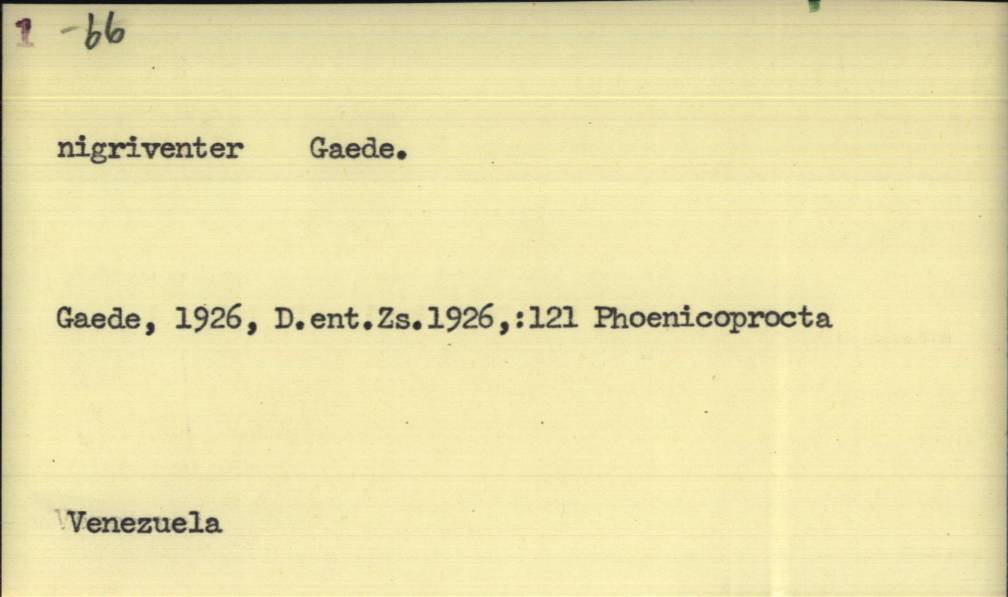 1 -66
nigriventer Gaede.
Gaede, 1926, D.ent.Zs.1926,:121 Phoenicoprocta
Venezuela